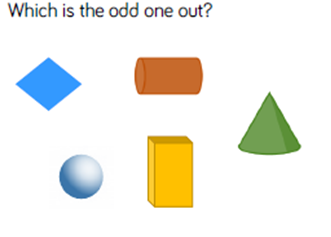 Which is the odd one out?